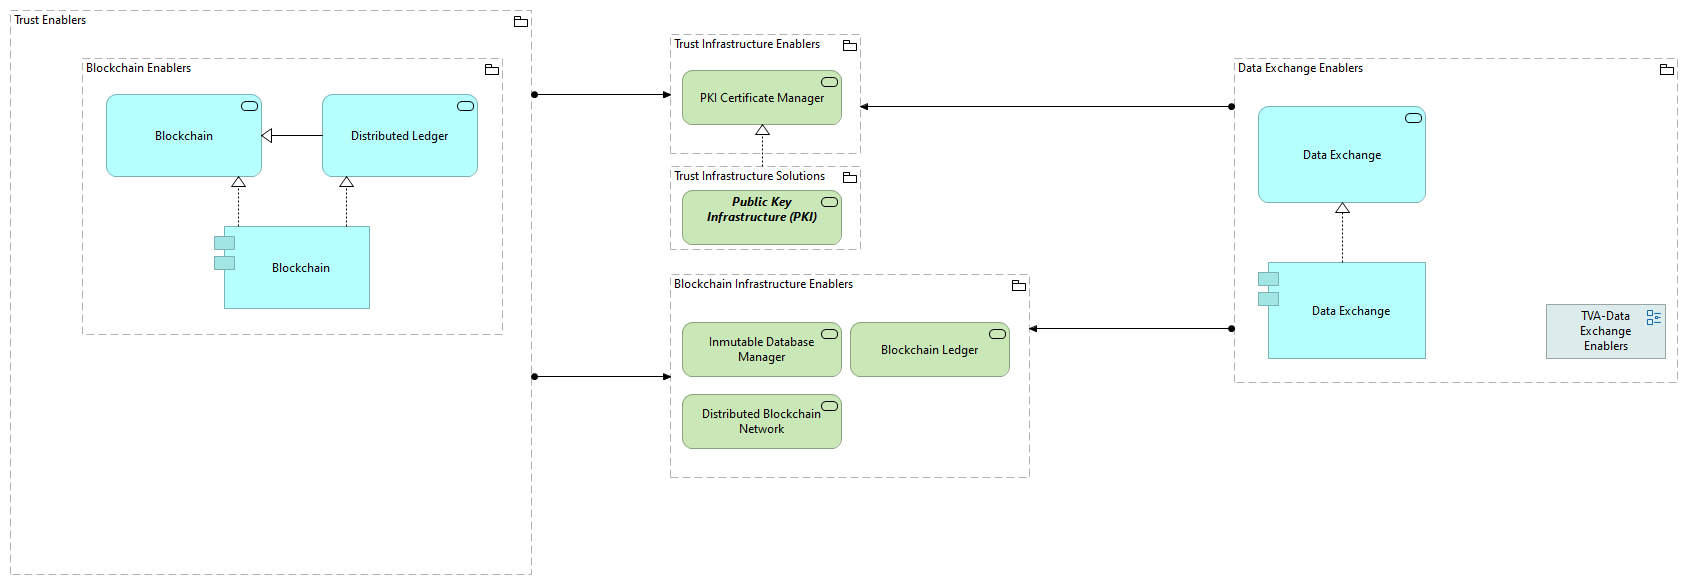 Trust Enablers
Blockchain Enablers
Blockchain
Distributed Ledger
Blockchain
Trust Infrastructure Enablers
PKI Certificate Manager
Trust Infrastructure Solutions
Public Key
Infrastructure (PKI)
Blockchain Infrastructure Enablers
Inmutable Database
Manager
Blockchain Ledger
Distributed Blockchain
Network
Data Exchange Enablers
Data Exchange
Data Exchange
TVA-Data
Exchange
Enablers